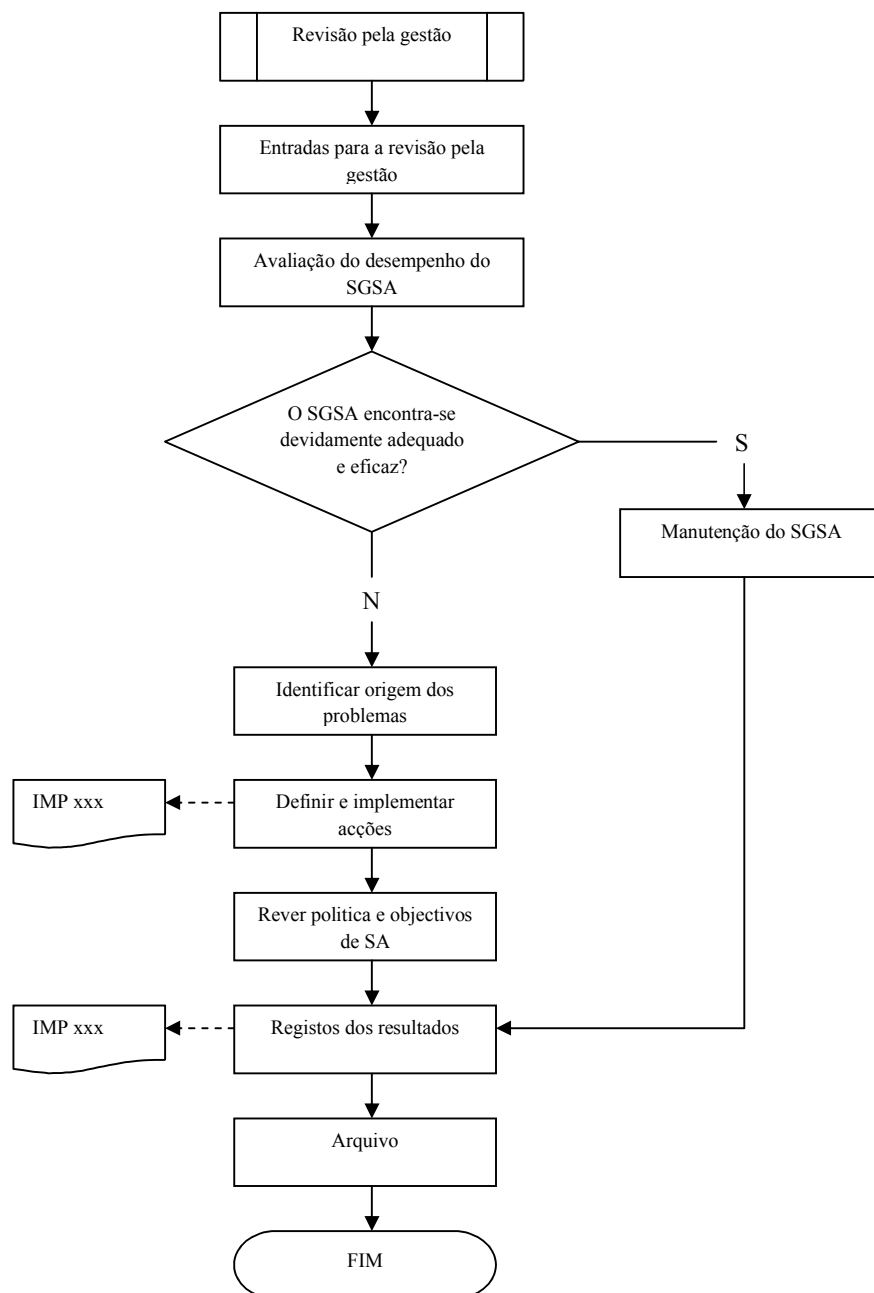 Revisão pela gestão
Entradas para a revisão pela
gestão
Avaliação do desempenho do
SGSA
O SGSA encontra-se
devidamente adequado
e eficaz?
S
Manutenção do SGSA
N
Identificar origem dos
problemas
IMP xxx
Definir e implementar
acções
Rever politica e objectivos
de SA
IMP xxx
Registos dos resultados
Arquivo
FIM